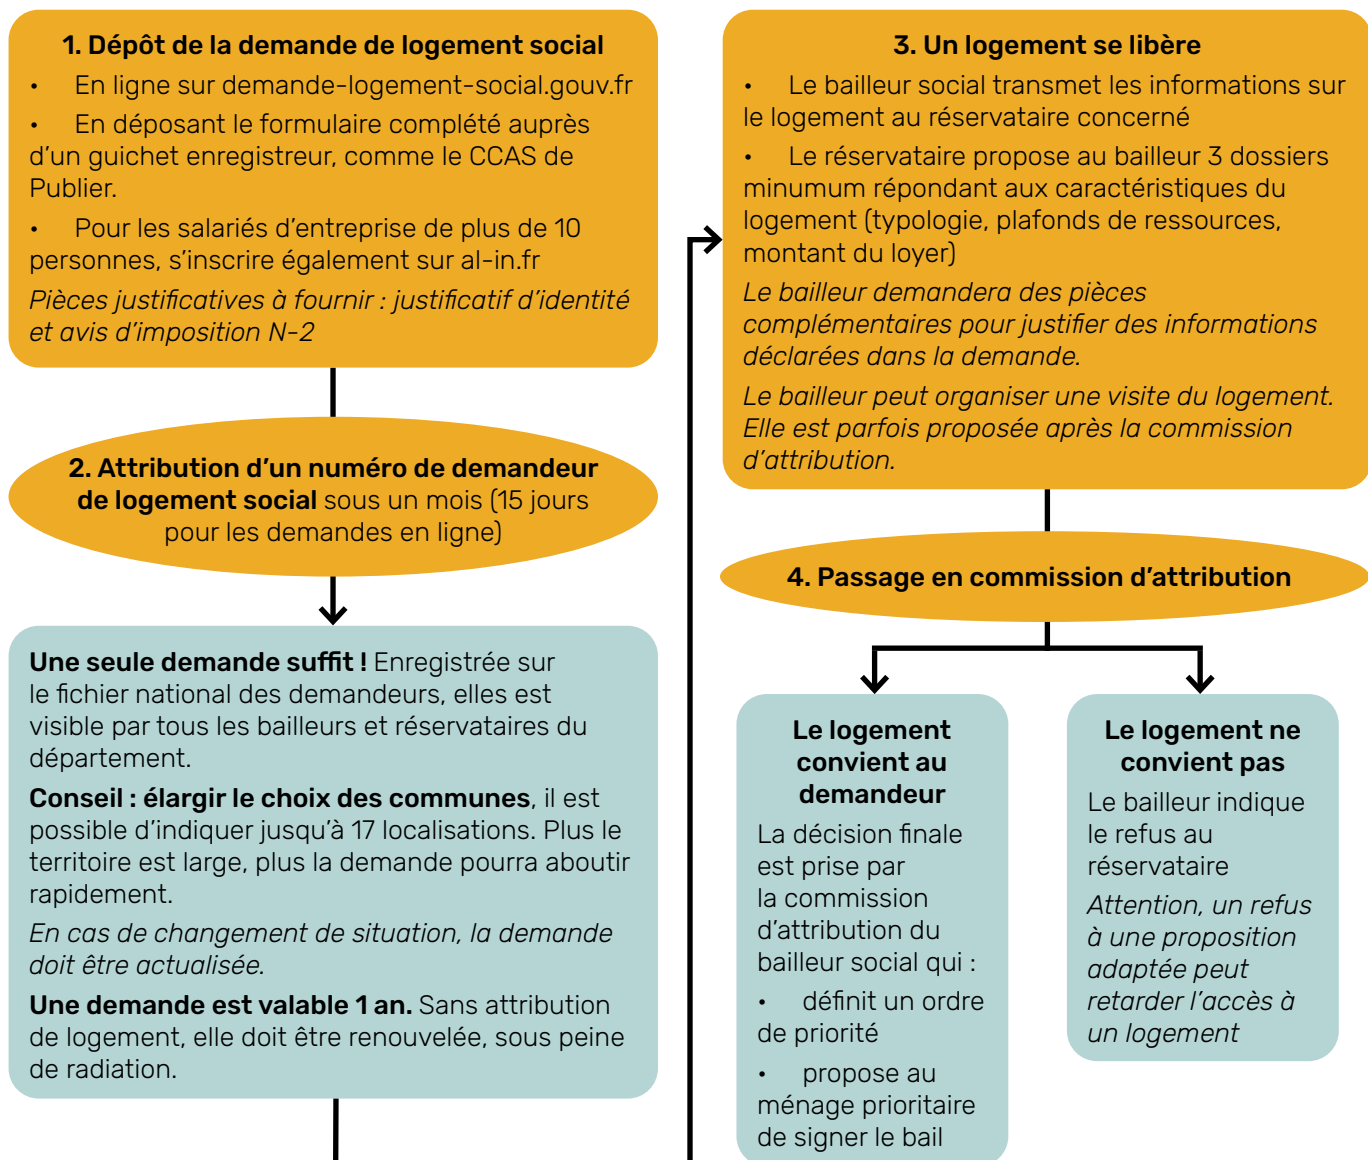 1. Dépôt de la demande de logement social
• En ligne sur demande-logement-social.gouv.fr
• En déposant le formulaire complété auprès
d'un guichet enregistreur, comme le CCAS de
Publier.
• Pour les salariés d'entreprise de plus de 10
personnes, s'inscrire également sur al-in.fr
Pièces justificatives à fournir : justificatif d'identité
et avis d'imposition N-2
2. Attribution d'un numéro de demandeur
de logement social sous un mois (15 jours
pour les demandes en ligne)
Une seule demande suffit ! Enregistrée sur
le fichier national des demandeurs, elles est
visible par tous les bailleurs et réservataires du
département.
Conseil : élargir le choix des communes, il est
possible d'indiquer jusqu'à 17 localisations. Plus le
territoire est large, plus la demande pourra aboutir
rapidement.
En cas de changement de situation, la demande
doit être actualisée.
Une demande est valable 1 an. Sans attribution
de logement, elle doit être renouvelée, sous peine
de radiation.
3. Un logement se libère
• Le bailleur social transmet les informations sur
le logement au réservataire concerné
• Le réservataire propose au bailleur 3 dossiers
minumum répondant aux caractéristiques du
logement (typologie, plafonds de ressources,
montant du loyer)
Le bailleur demandera des pièces
complémentaires pour justifier des informations
déclarées dans la demande.
Le bailleur peut organiser une visite du logement.
Elle est parfois proposée après la commission
d'attribution.
4. Passage en commission d'attribution
Le logement
convient au
demandeur
La décision finale
est prise par
la commission
d'attribution du
bailleur social qui :
• définit un ordre
de priorité
• propose au
ménage prioritaire
de signer le bail
Le logement ne
convient pas
Le bailleur indique
le refus au
réservataire
Attention, un refus
à une proposition
adaptée peut
retarder l'accès à
un logement